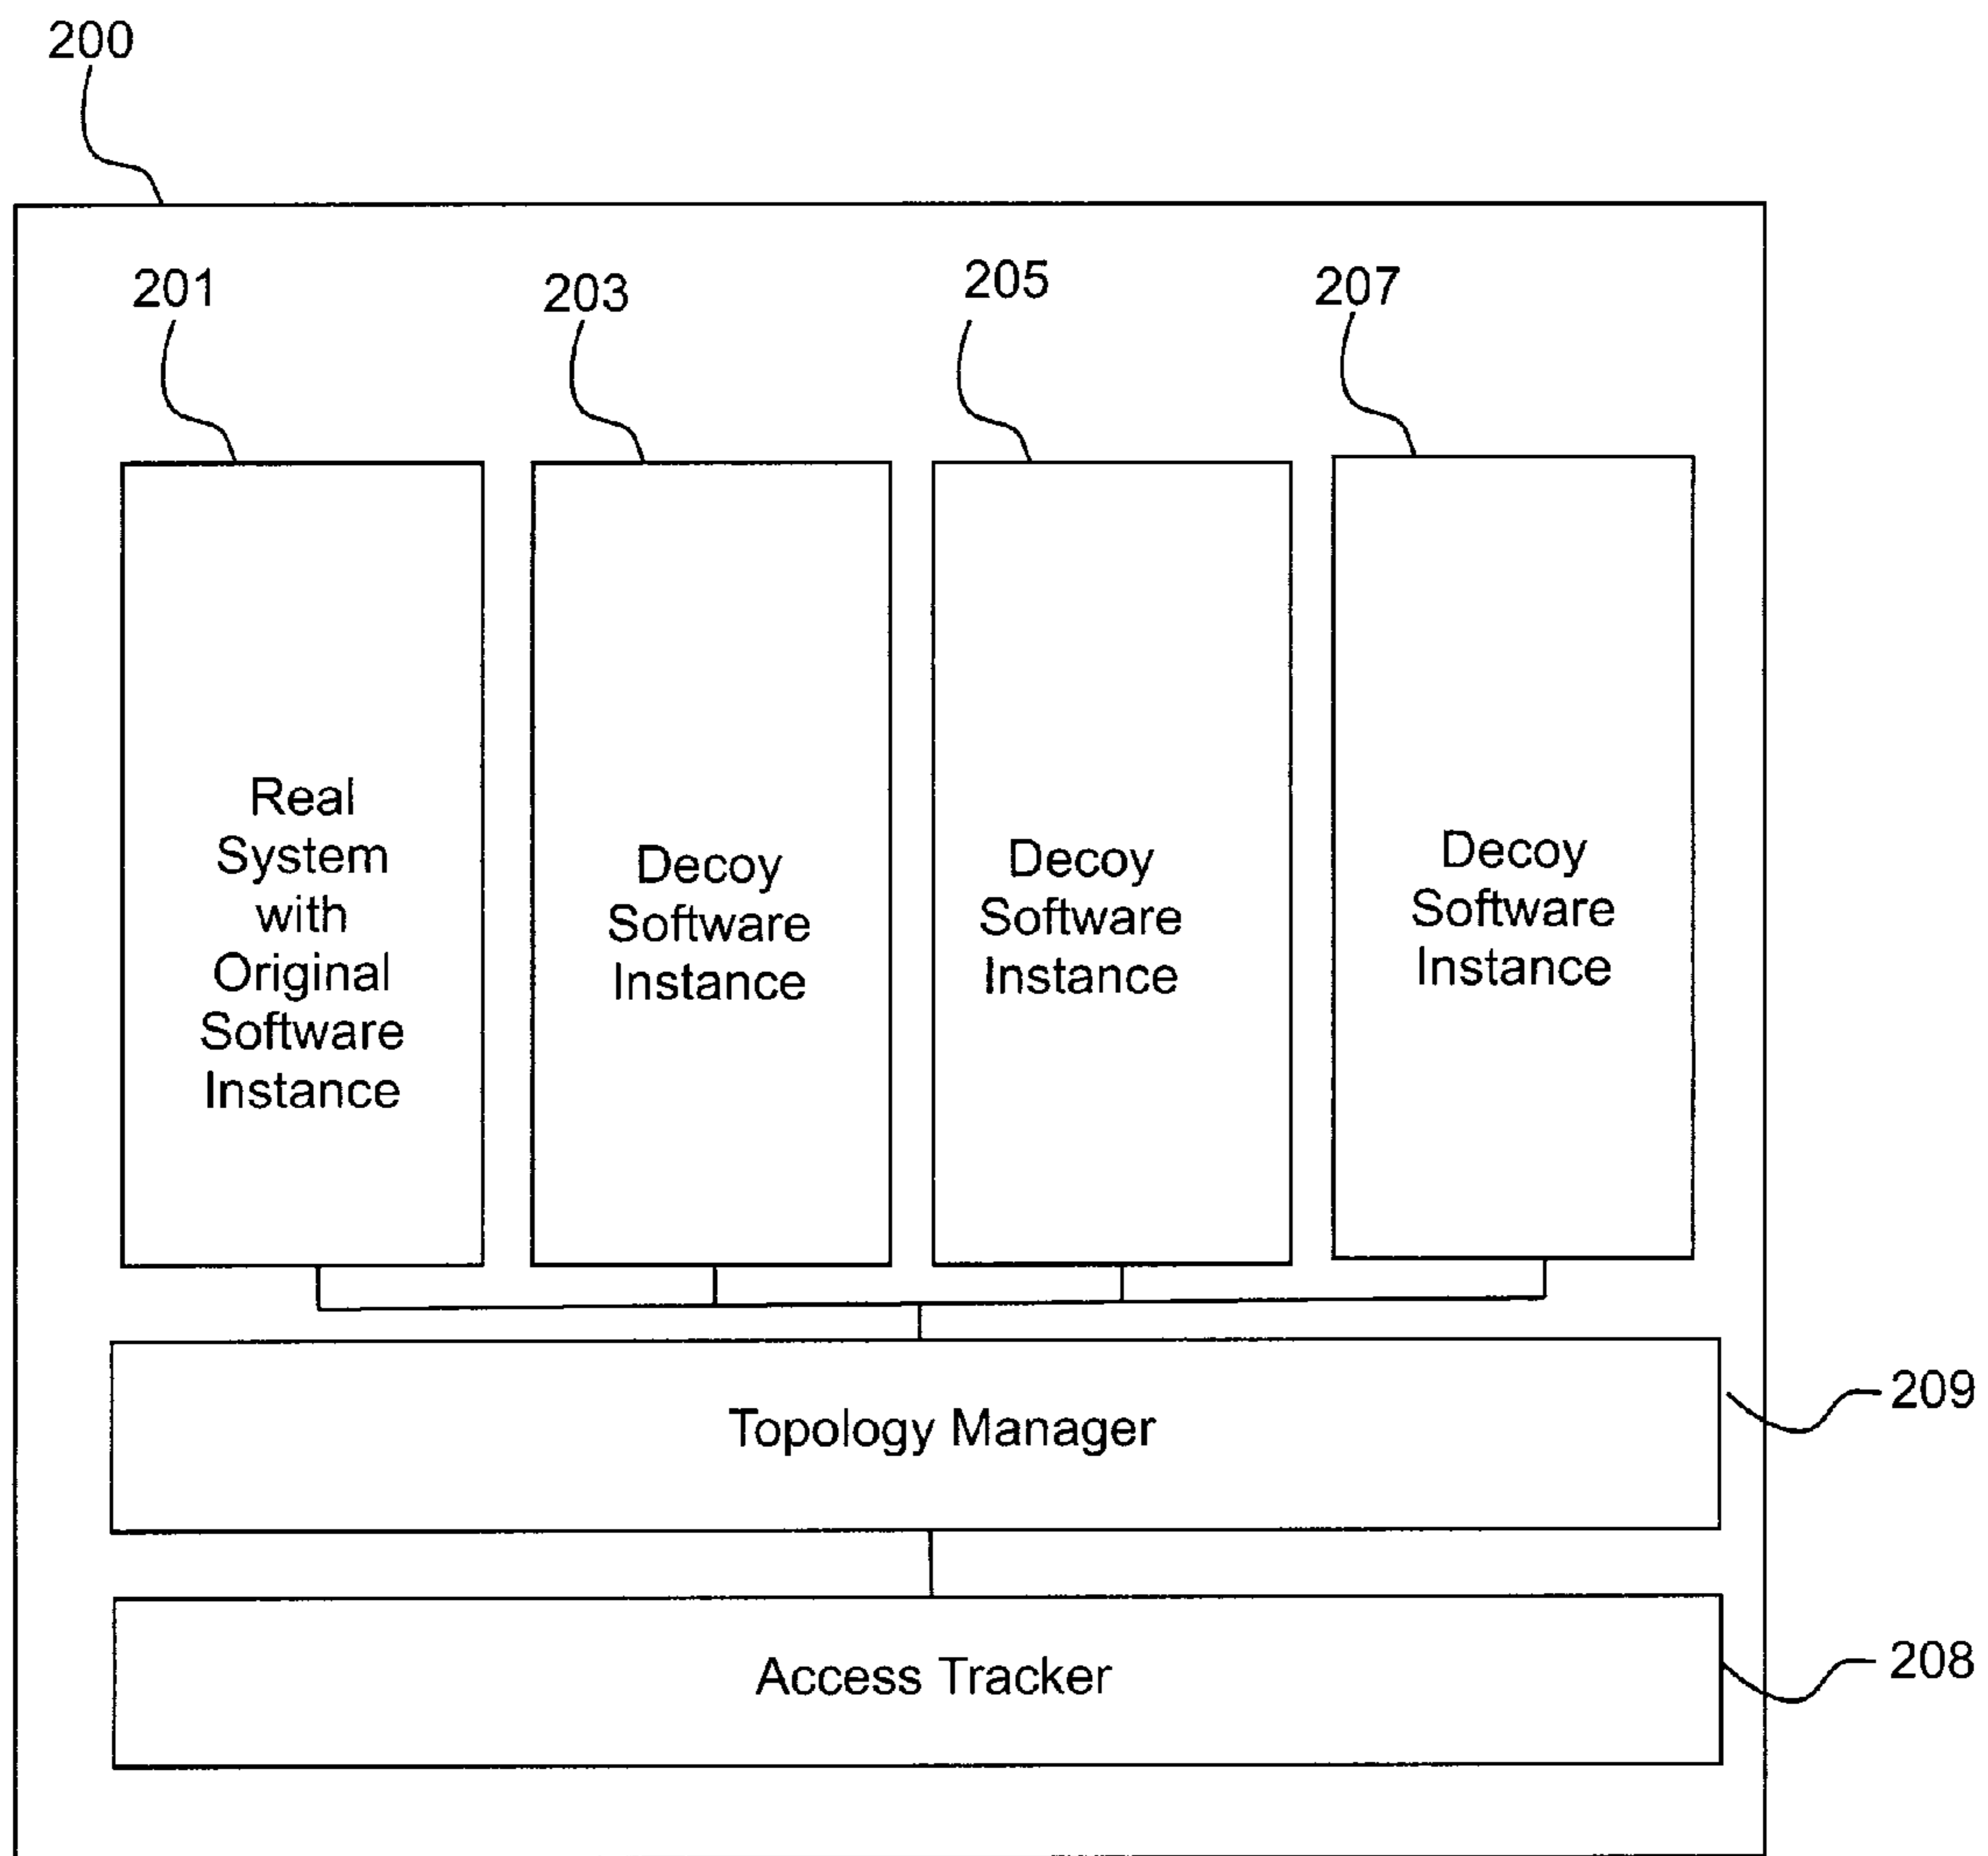 200
201
203
205
207
Real
System
with
Original
Software
Instance
Decoy
Software
Instance
Decoy
Software
Instance
Decoy
Software
Instance
Topology Manager
209
Access Tracker
208